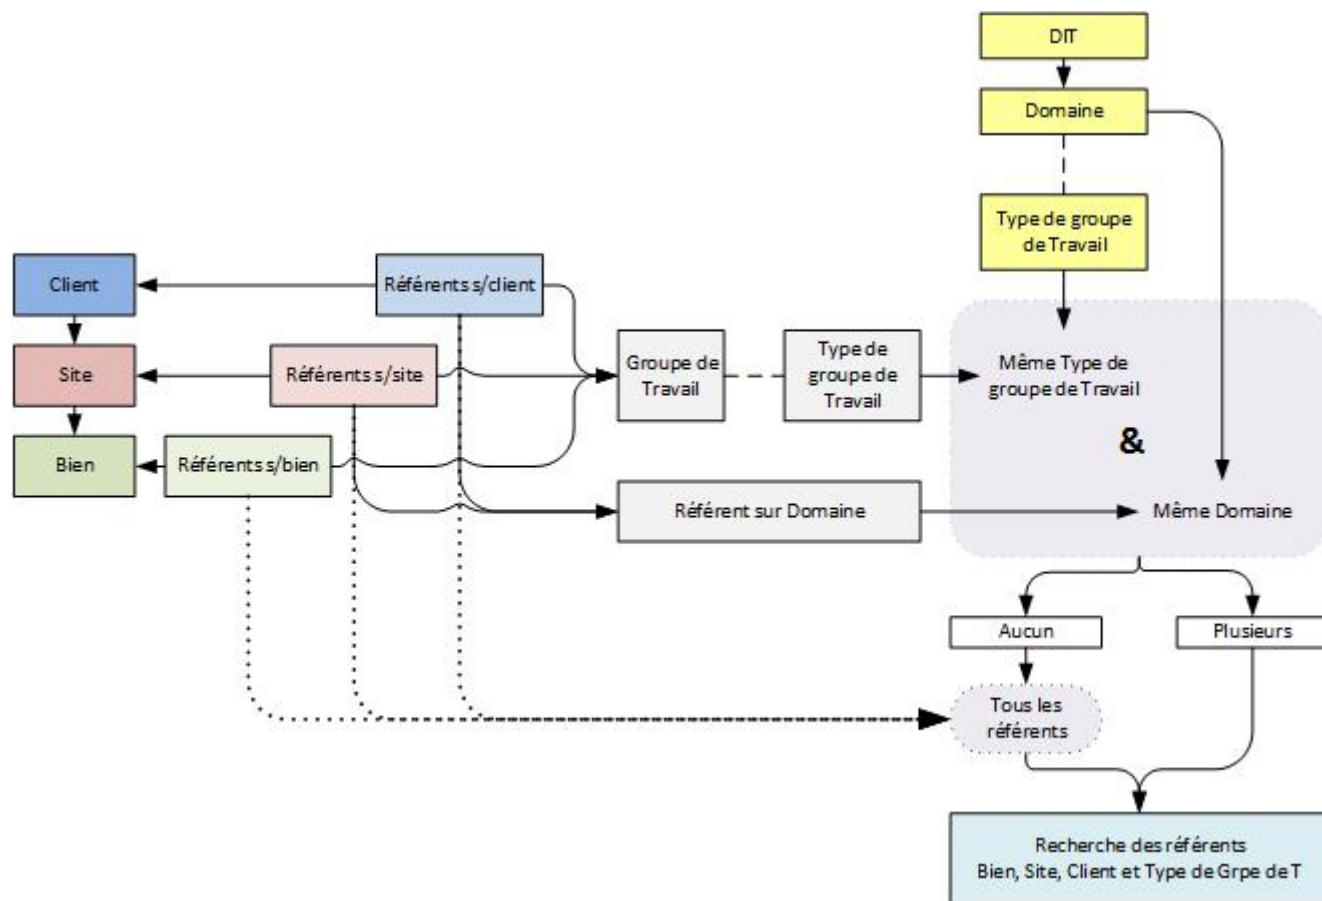 DIT
Domaine
Type de groupe
de Travail
Client
Référents s/client
Site
Référents s/site
Groupe de
Travail
Type de
groupe de
Travail
Même Type de
groupe de Travail
&
Bien
Référents s/bien
Référent sur Domaine
Même Domaine
Aucun
Plusieurs
Tous les
référents
Recherche des référents
Bien, Site, Client et Type de Grpe de T